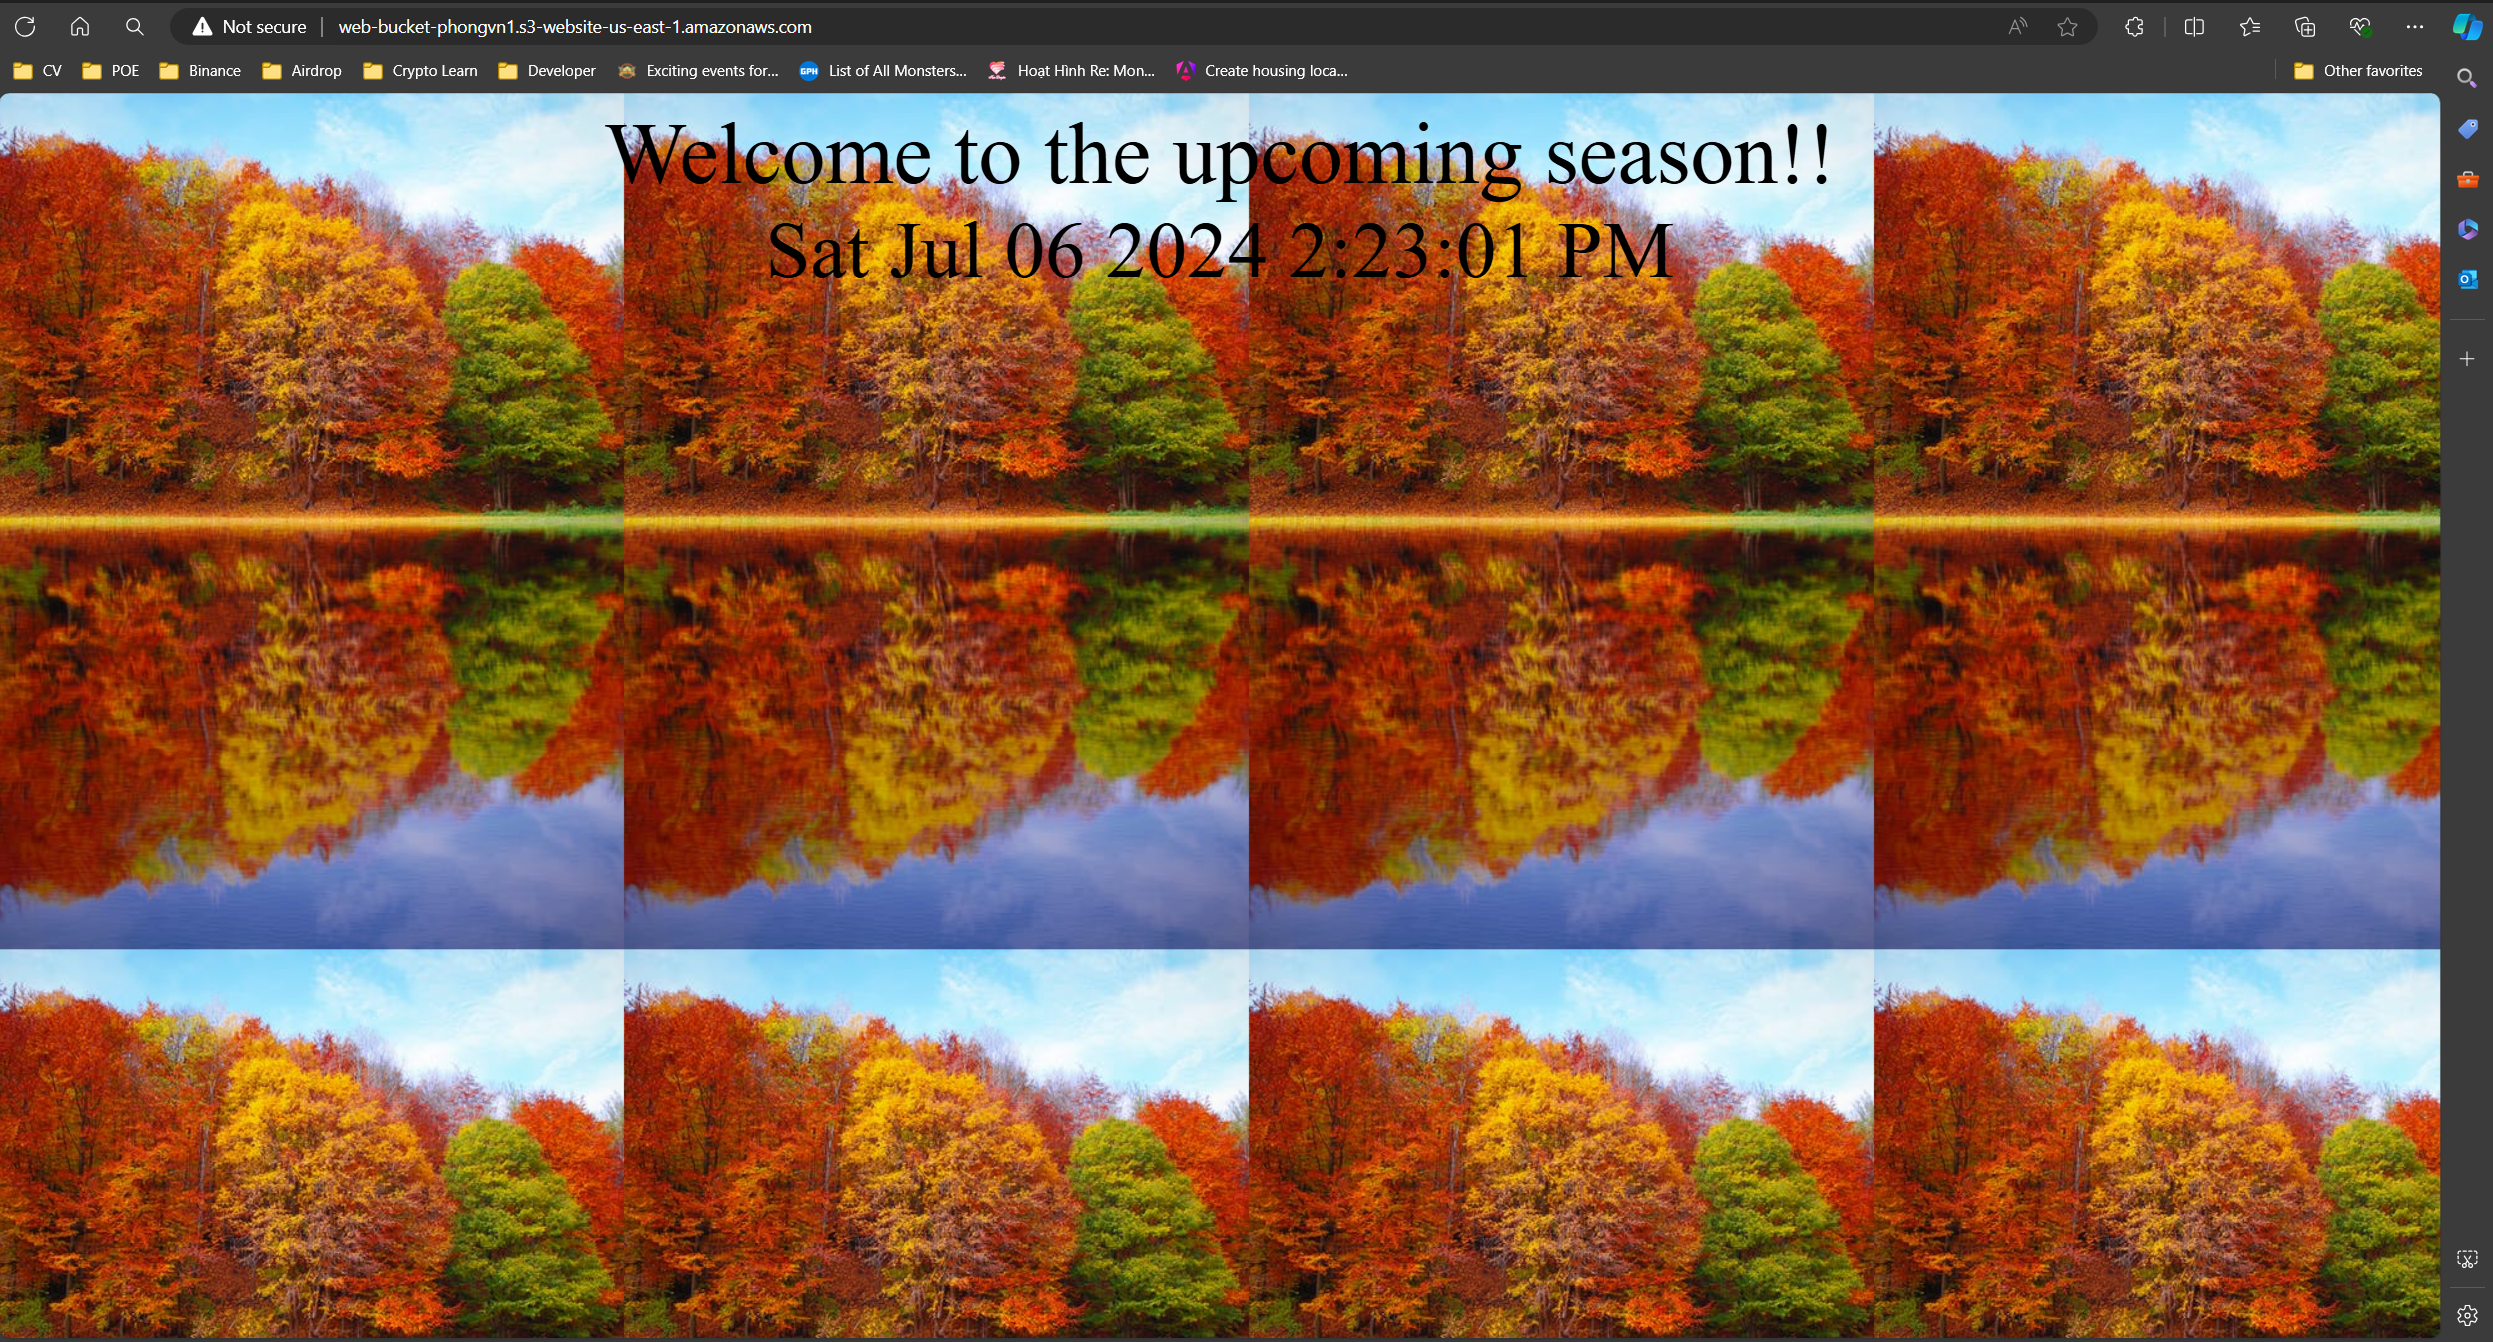 Not secure
web-bucket-phongvn1.s3-website-us-east-1.amazonaws.com
CV POE Binance Airdrop Crypto Learn Developer Exciting events for... GPH List of All Monsters... Hoạt Hình Re: Mon... Create housing loca... Other favorites
Welcome to the upcoming season!!
Sat Jul 06 2024 2:23:01 PM